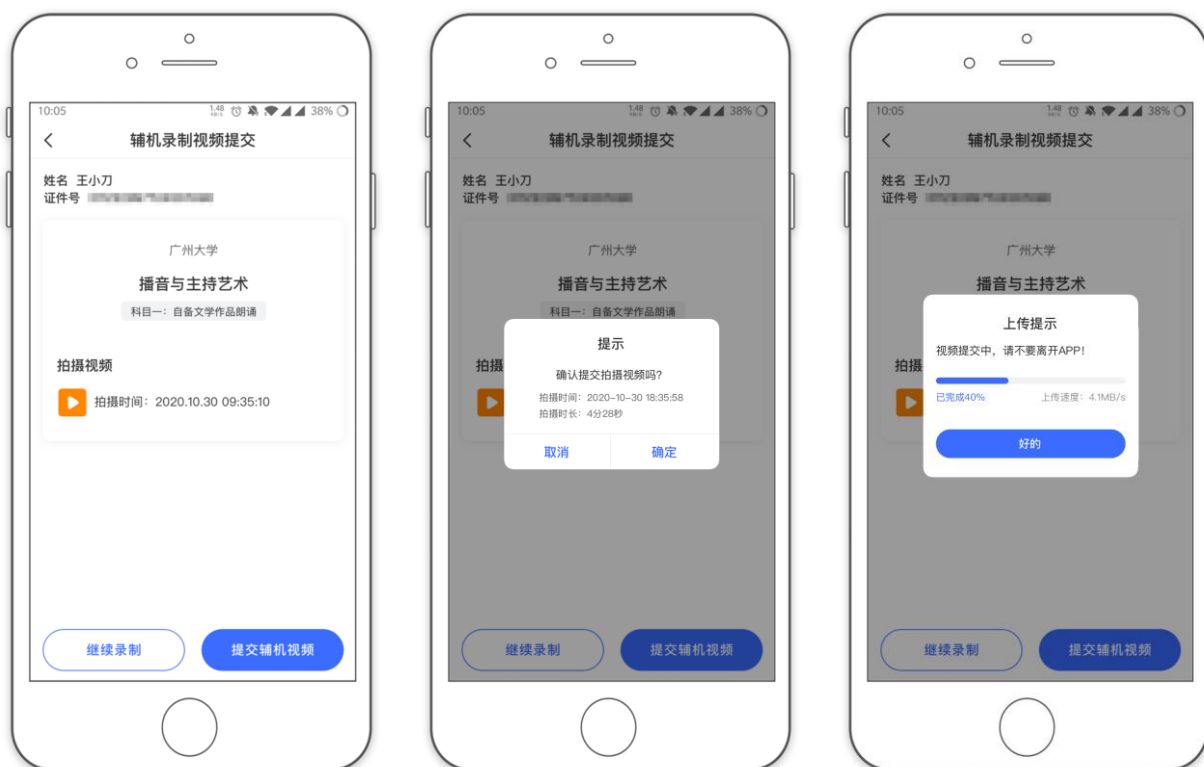 10:05
1.48
KB/S
38%
辅机录制视频提交
姓名 王小刀
证件号
广州大学
播音与主持艺术
科目一：自备文学作品朗诵
拍摄视频
拍摄时间：2020.10.30 09:35:10
继续录制
提交辅机视频
10:05
1.48
KB/S
38%
辅机录制视频提交
姓名 王小刀
证件号
广州大学
播音与主持艺术
科目一：自备文学作品朗诵
拍摄
提示
确认提交拍摄视频吗?
拍摄时间：2020-10-30 18:35:58
拍摄时长：4分28秒
取消
确定
继续录制
提交辅机视频
10:05
1.48
KB/S
38%
辅机录制视频提交
姓名 王小刀
证件号
广州大学
播音与主持艺术
拍摄
上传提示
视频提交中，请不要离开APP!
已完成40%
上传速度：4.1MB/s
好的
继续录制
提交辅机视频